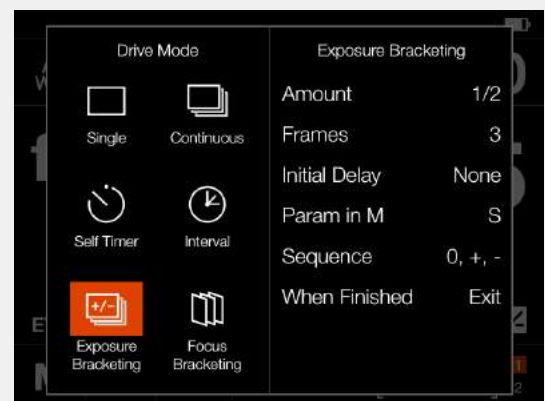 Drive Mode
Single
Continuous
Self Timer
Interval
+/-
Exposure
Bracketing
Focus
Bracketing
Exposure Bracketing
Amount 1/2
Frames 3
Initial Delay None
Param in M S
Sequence 0, +, -
When Finished Exit